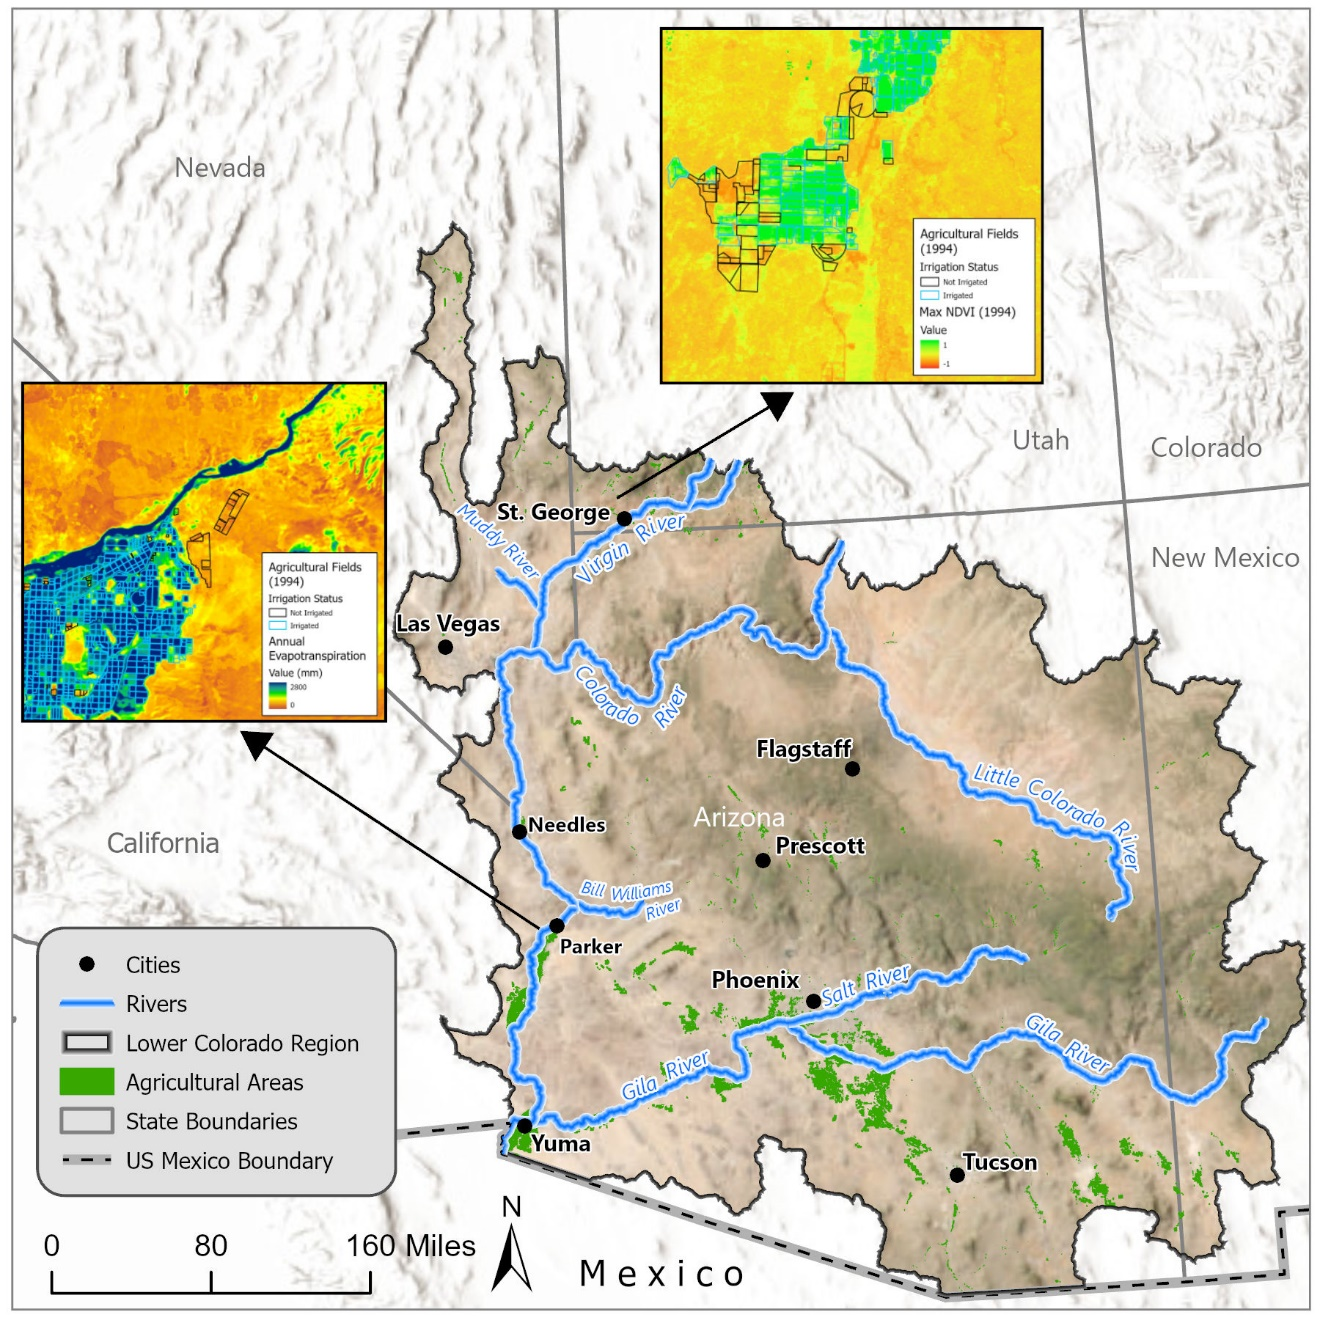 Nevada
Agricultural Fields
(1994)
Irrigation Status
Not Irrigated
Irrigated
Max NDVI (1994)
Value
1
-1
Utah
Colorado
New Mexico
Agricultural Fields
(1994)
Irrigation Status
Not Irrigated
Irrigated
Annual
Evapotranspiration
Value (mm)
2800
0
St. George
Muddy River
Virgin River
Las Vegas
Colorado
River
Flagstaff
Little Colorado River
Arizona
Needles
Prescott
California
Bill Williams
River
Parker
Phoenix
Salt River
Gila River
Gila River
Yuma
Tucson
Cities
Rivers
Lower Colorado Region
Agricultural Areas
State Boundaries
US Mexico Boundary
N
0 80 160 Miles
Mexico